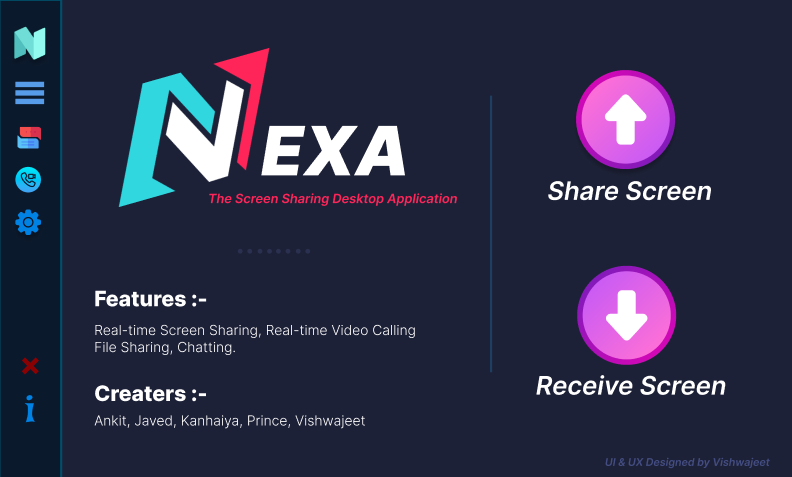 NEXA
The Screen Sharing Desktop Application
Features :-
Real-time Screen Sharing, Real-time Video Calling
File Sharing, Chatting.
Creaters :-
Ankit, Javed, Kanhaiya, Prince, Vishwajeet
Share Screen
Receive Screen
UI & UX Designed by Vishwajeet